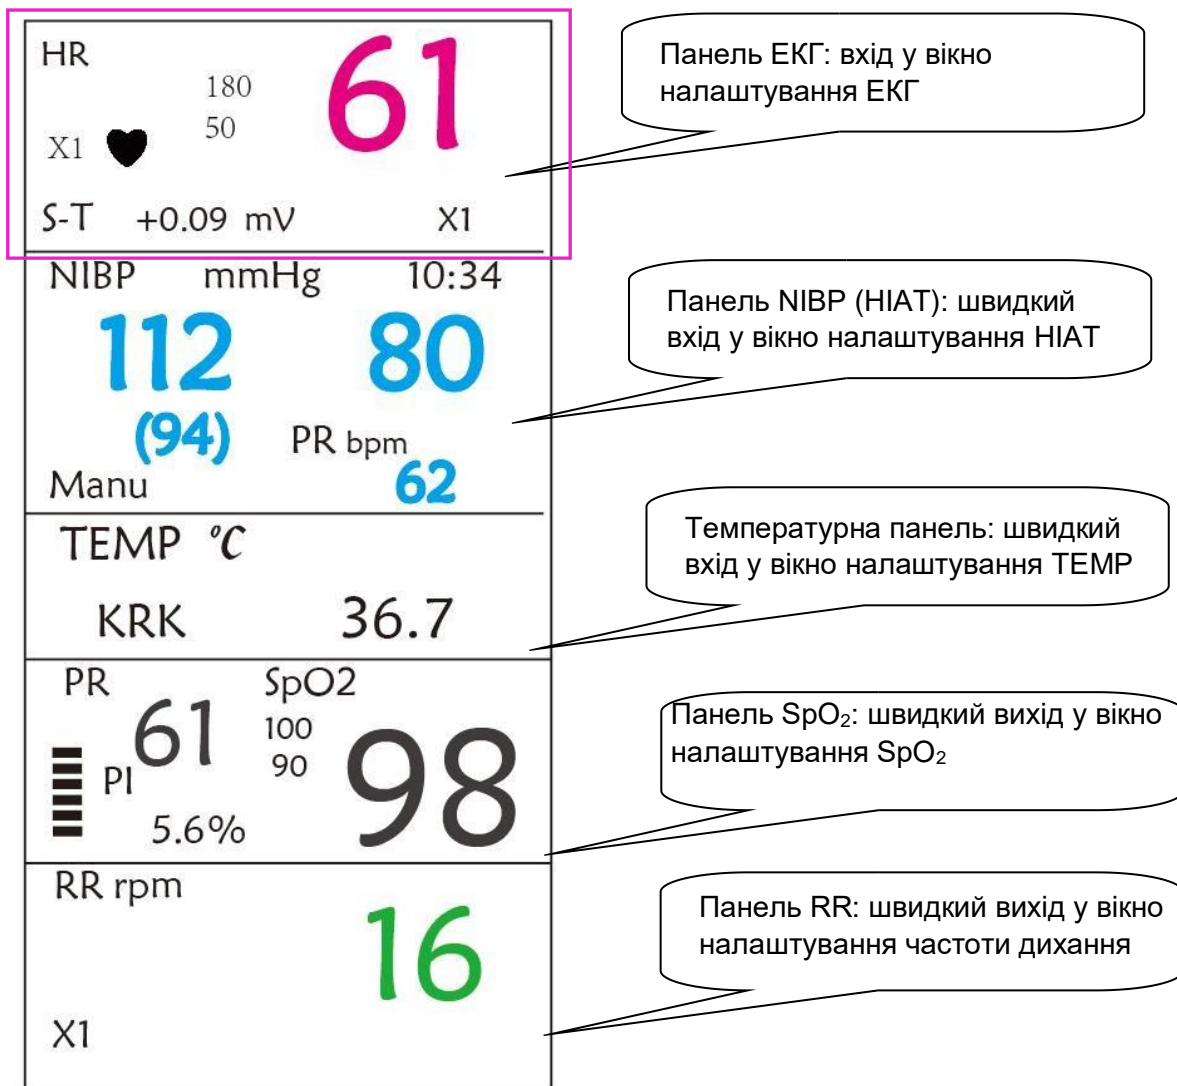 HR
180
61
50
X1
S-T +0.09 mV X1
Панель ЕКГ: вхід у вікно
налаштування ЕКГ
NIBP mmHg 10:34
112 80
(94) PR bpm
Manu 62
Панель NIBP (НІАТ): швидкий
вхід у вікно налаштування НІАТ
TEMP °C
KRK 36.7
Температурна панель: швидкий
вхід у вікно налаштування TEMP
PR SpO2
61 100
90 98
PI
5.6%
Панель SpO₂: швидкий вихід у вікно
налаштування SpO₂
RR rpm
16
X1
Панель RR: швидкий вихід у вікно
налаштування частоти дихання